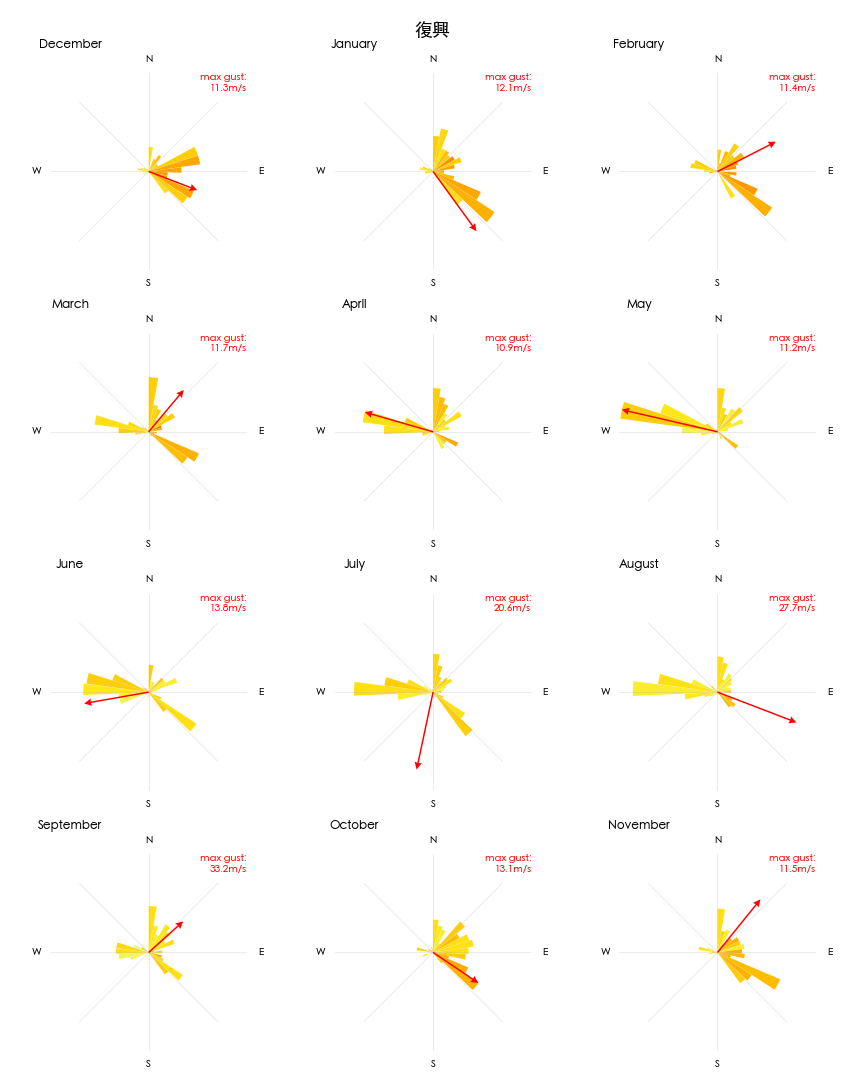 復興
December
N
max gust:
11.3m/s
W
E
S
January
N
max gust:
12.1m/s
W
E
S
February
N
max gust:
11.4m/s
W
E
S
March
N
max gust:
11.7m/s
W
E
S
April
N
max gust:
10.9m/s
W
E
S
May
N
max gust:
11.2m/s
W
E
S
June
N
max gust:
13.8m/s
W
E
S
July
N
max gust:
20.6m/s
W
E
S
August
N
max gust:
27.7m/s
W
E
S
September
N
max gust:
33.2m/s
W
E
S
October
N
max gust:
13.1m/s
W
E
S
November
N
max gust:
11.5m/s
W
E
S